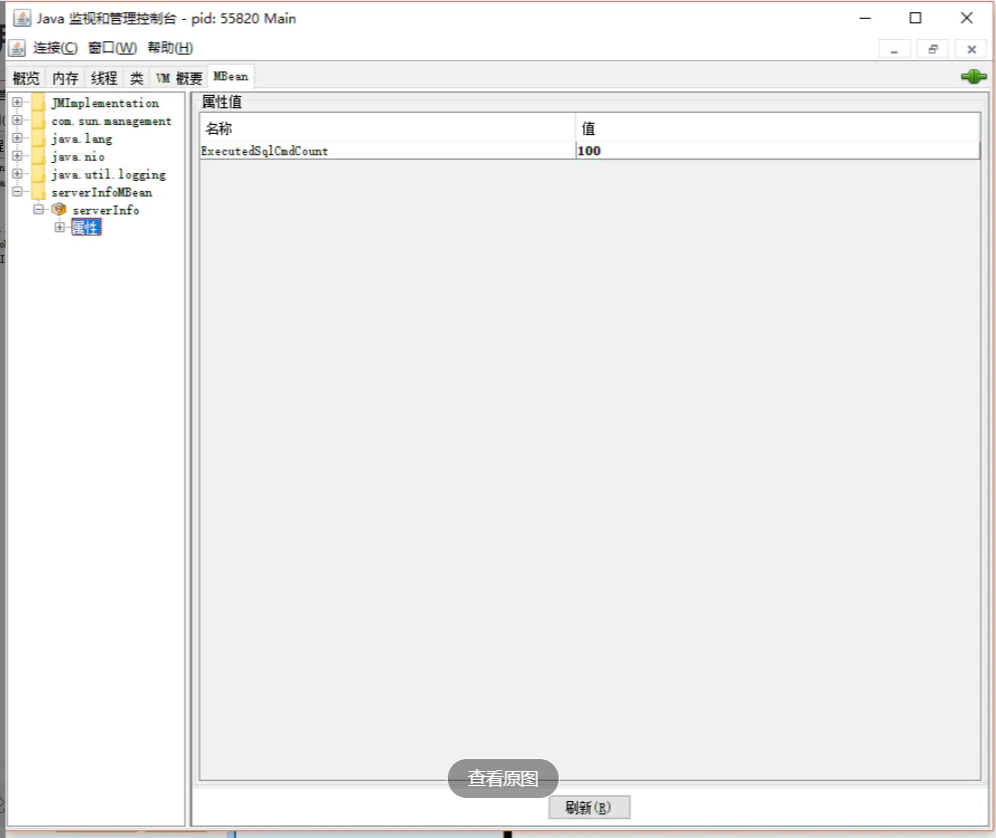 Java 监视和管理控制台 - pid: 55820 Main
连接(C) 窗口(W) 帮助(H)
概览 内存 线程 类 VM 概要 MBean
JMImplementation
com.sun.management
java.lang
java.nio
java.util.logging
serverInfoMBean
serverInfo
属性
属性值
名称 值
ExecutedSqlCmdCount 100
查看原图
刷新(R)